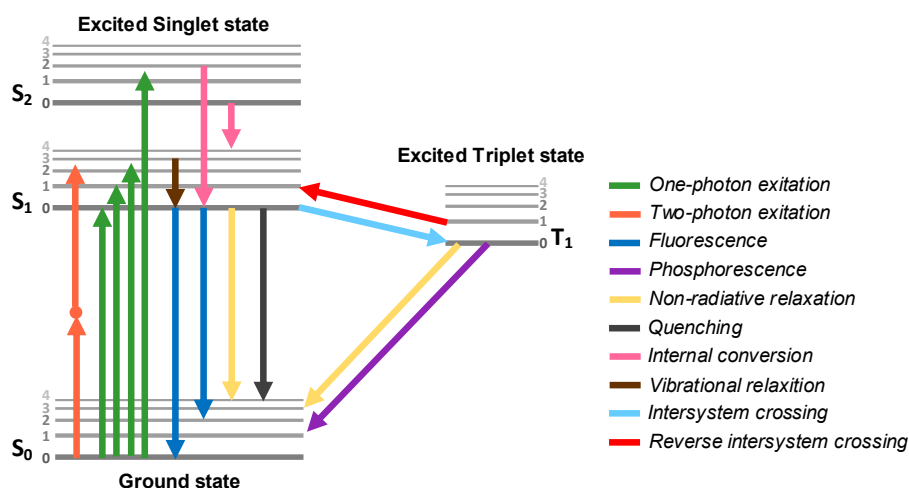 Excited Singlet state
4
3
2
1
S2 0
4
3
2
1
S1 0
Excited Triplet state
4
3
2
1
0 T1
4
3
2
1
S0 0
Ground state
One-photon exitation
Two-photon exitation
Fluorescence
Phosphorescence
Non-radiative relaxation
Quenching
Internal conversion
Vibrational relaxition
Intersystem crossing
Reverse intersystem crossing